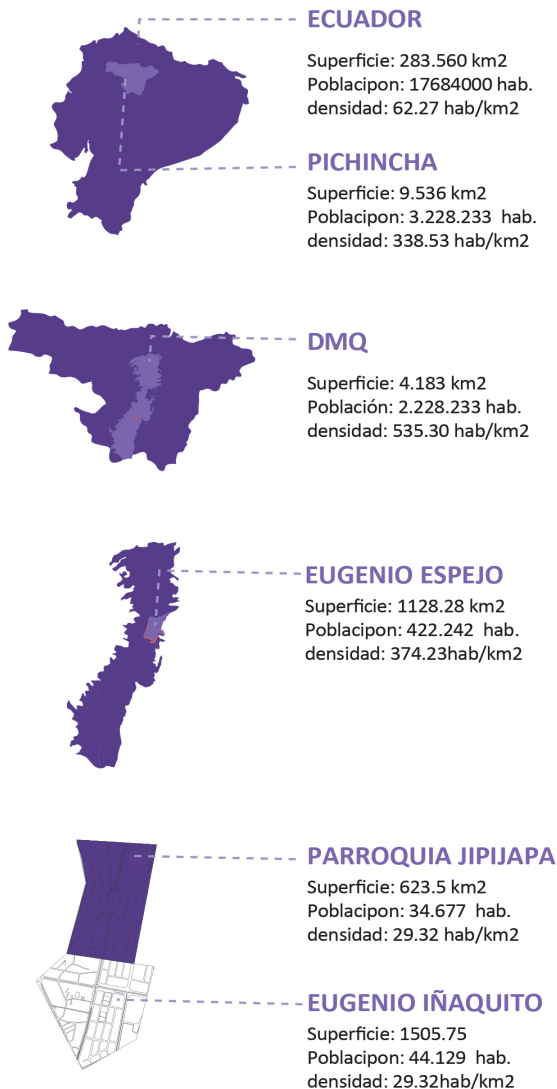 ECUADOR
Superficie: 283.560 km2
Poblacipon: 17684000 hab.
densidad: 62.27 hab/km2
PICHINCHA
Superficie: 9.536 km2
Poblacipon: 3.228.233 hab.
densidad: 338.53 hab/km2
DMQ
Superficie: 4.183 km2
Población: 2.228.233 hab.
densidad: 535.30 hab/km2
EUGENIO ESPEJO
Superficie: 1128.28 km2
Poblacipon: 422.242 hab.
densidad: 374.23hab/km2
PARROQUIA JIPIJAPA
Superficie: 623.5 km2
Poblacipon: 34.677 hab.
densidad: 29.32 hab/km2
EUGENIO IÑAQUITO
Superficie: 1505.75
Poblacipon: 44.129 hab.
densidad: 29.32hab/km2